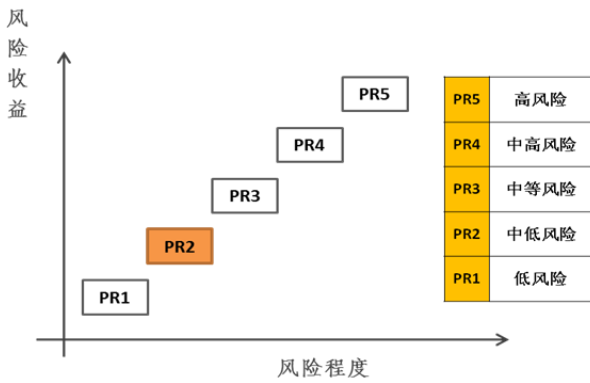 风险收益
PR5
PR4
PR3
PR2
PR1
风险程度
PR5 高风险
PR4 中高风险
PR3 中等风险
PR2 中低风险
PR1 低风险